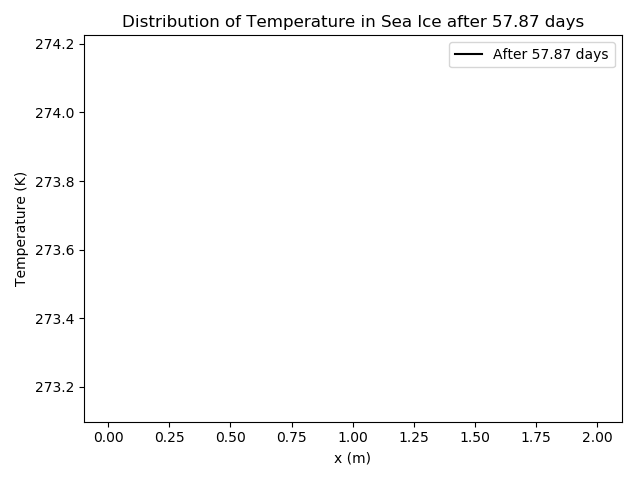 Distribution of Temperature in Sea Ice after 57.87 days
After 57.87 days
274.2
274.0
273.8
273.6
273.4
273.2
Temperature (K)
0.00 0.25 0.50 0.75 1.00 1.25 1.50 1.75 2.00
x (m)